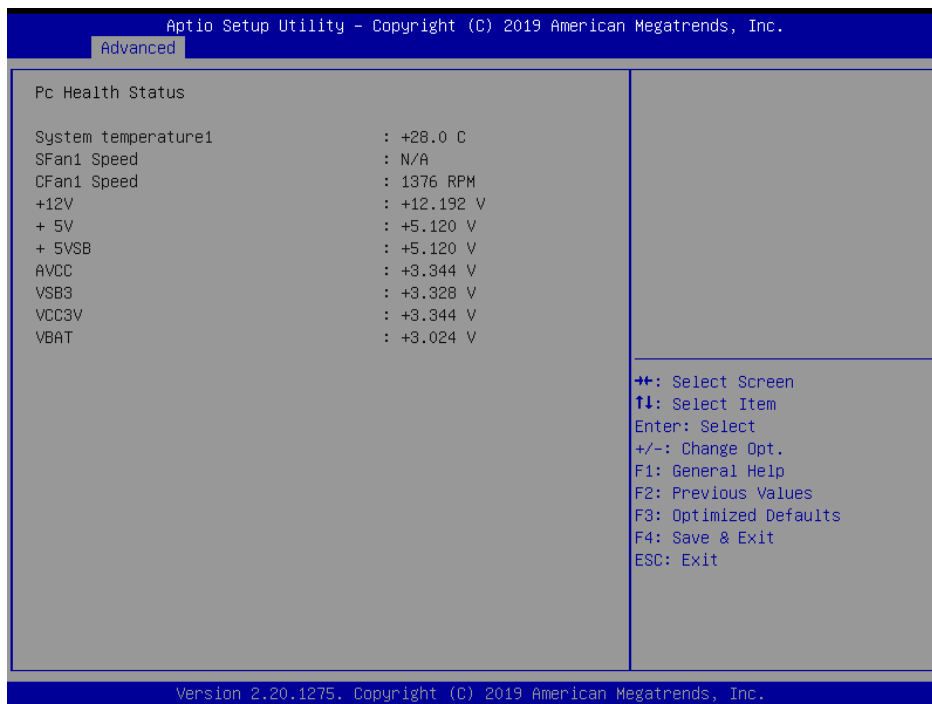 Aptio Setup Utility – Copyright (C) 2019 American Megatrends, Inc.
Advanced
Pc Health Status
System temperature1 : +28.0 C
SFan1 Speed : N/A
CFan1 Speed : 1376 RPM
+12V : +12.192 V
+ 5V : +5.120 V
+ 5VSB : +5.120 V
AVCC : +3.344 V
VSB3 : +3.328 V
VCC3V : +3.344 V
VBAT : +3.024 V
→←: Select Screen
↑↓: Select Item
Enter: Select
+/-: Change Opt.
F1: General Help
F2: Previous Values
F3: Optimized Defaults
F4: Save & Exit
ESC: Exit
Version 2.20.1275. Copyright (C) 2019 American Megatrends, Inc.